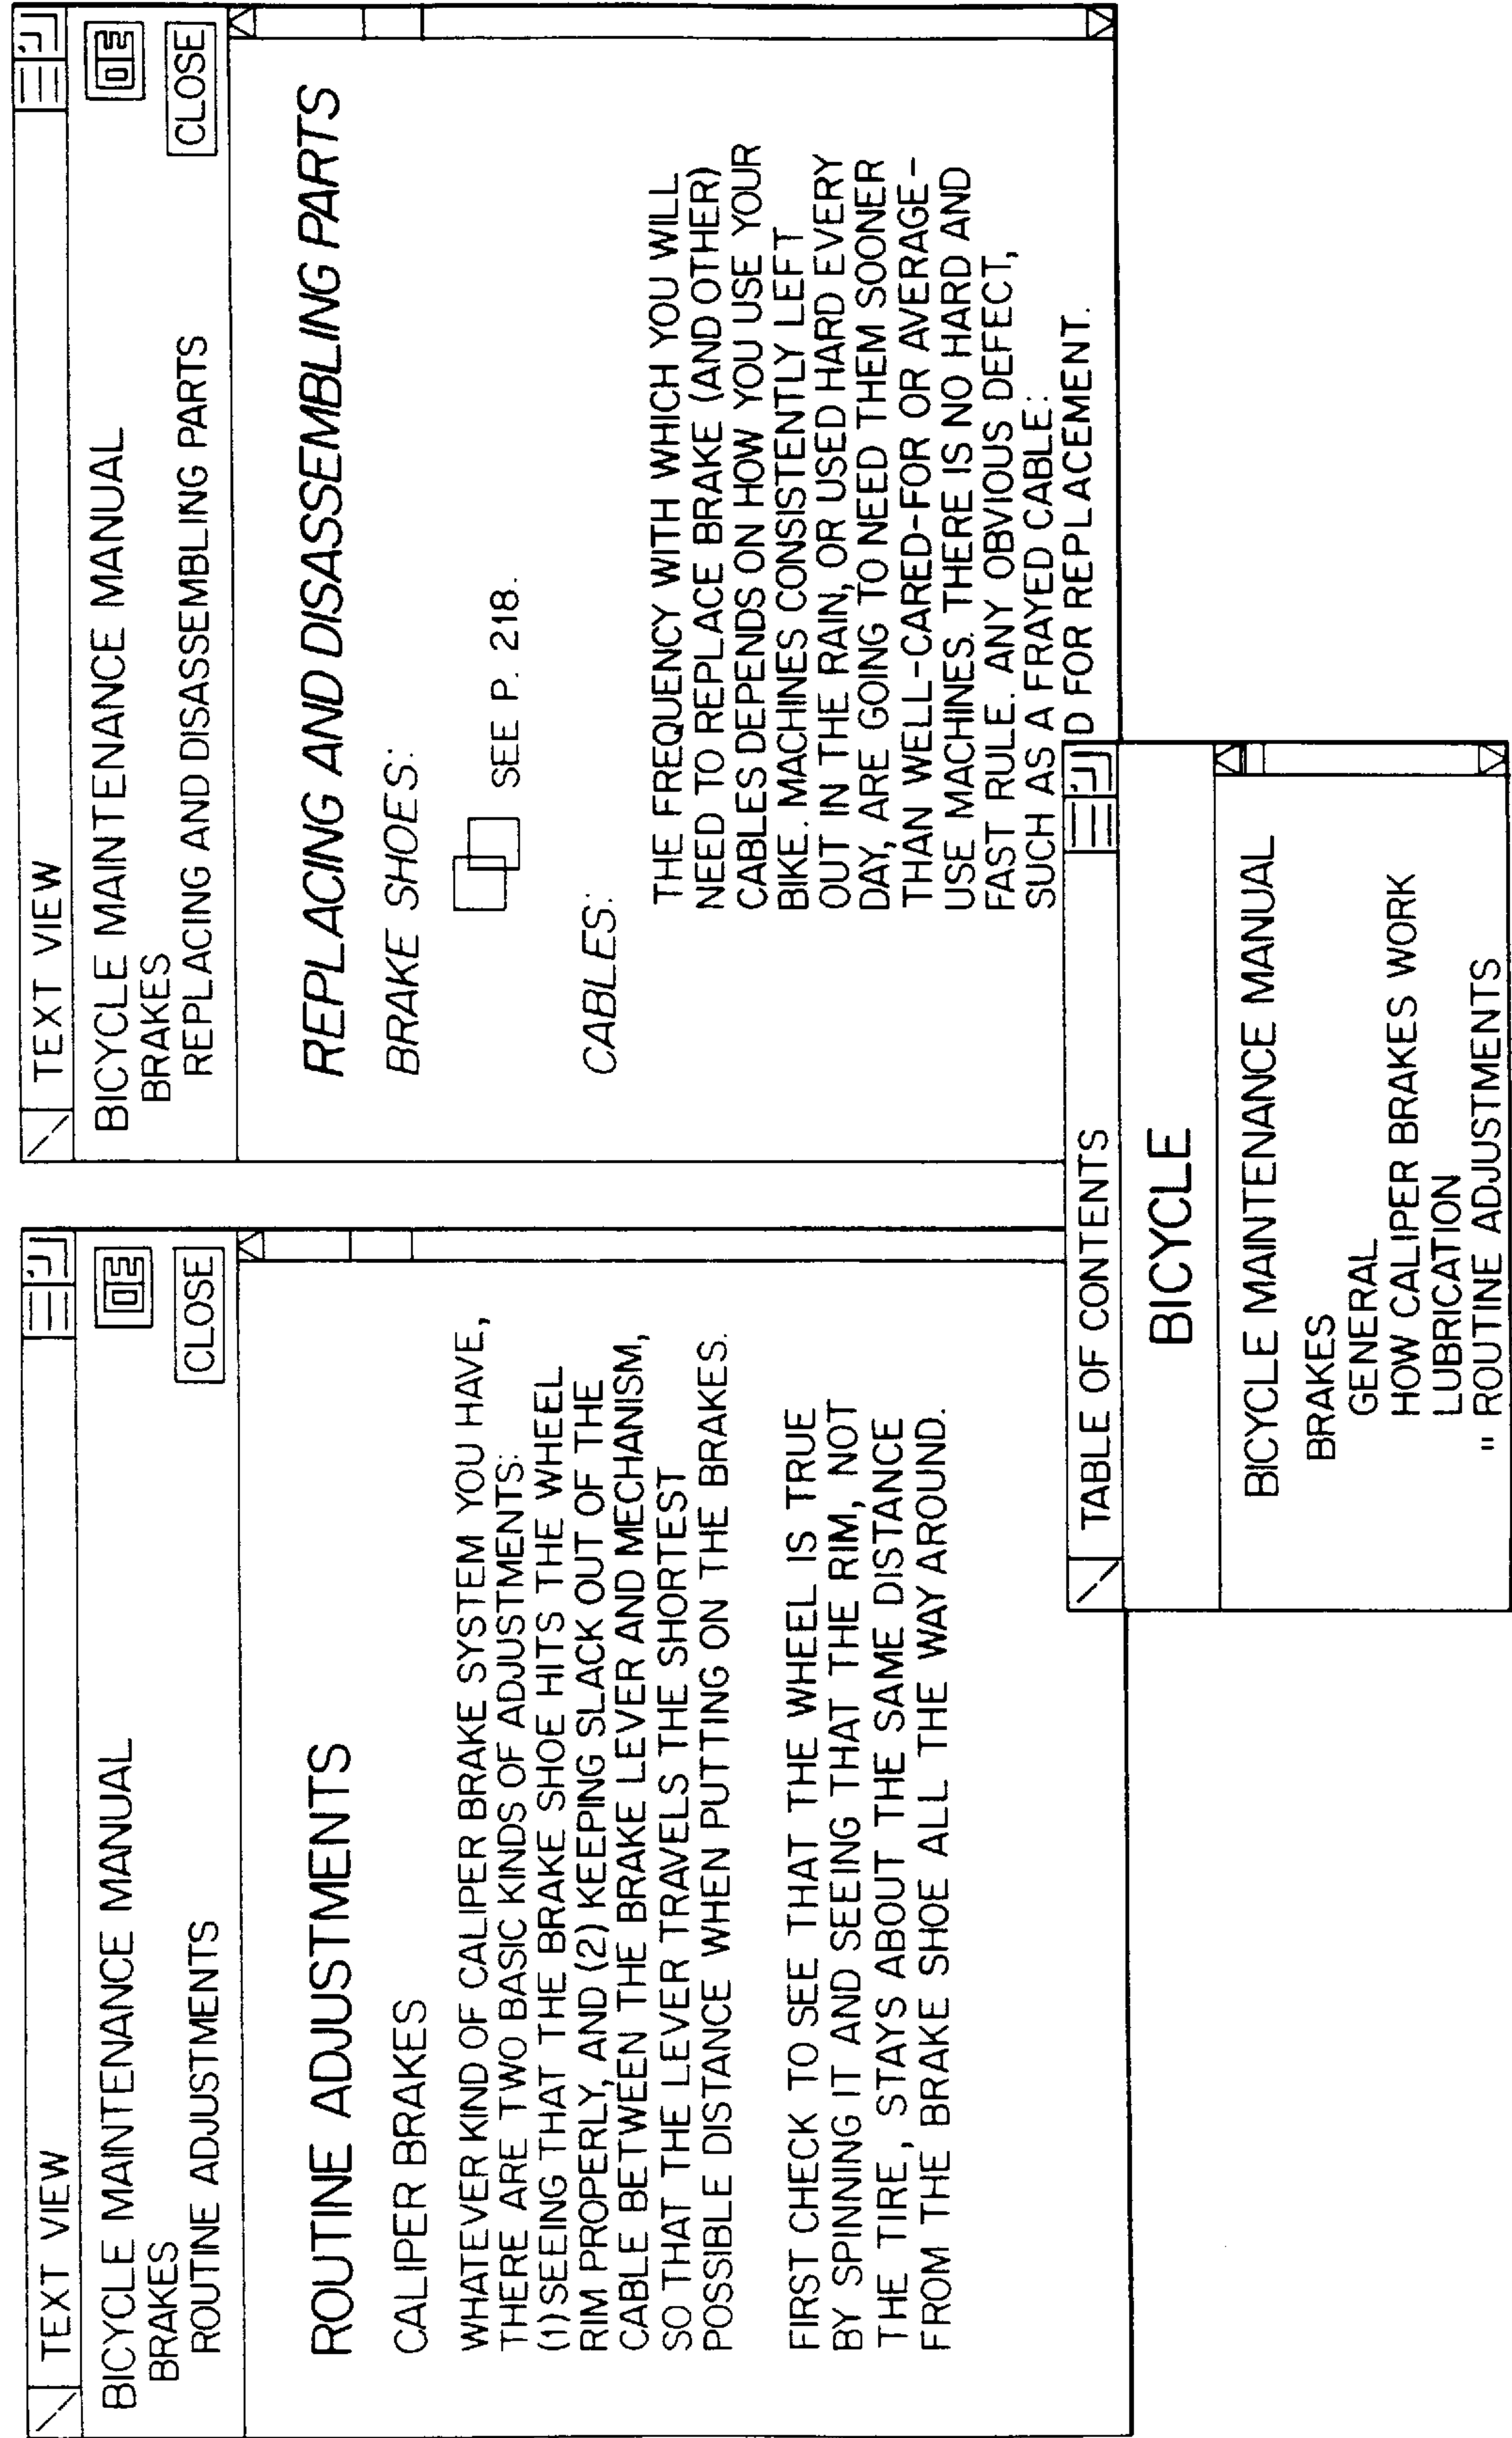 TEXT VIEW
BICYCLE MAINTENANCE MANUAL
BRAKES
ROUTINE ADJUSTMENTS
CLOSE
ROUTINE ADJUSTMENTS
CALIPER BRAKES
WHATEVER KIND OF CALIPER BRAKE SYSTEM YOU HAVE,
THERE ARE TWO BASIC KINDS OF ADJUSTMENTS:
(1) SEEING THAT THE BRAKE SHOE HITS THE WHEEL
RIM PROPERLY, AND (2) KEEPING SLACK OUT OF THE
CABLE BETWEEN THE BRAKE LEVER AND MECHANISM,
SO THAT THE LEVER TRAVELS THE SHORTEST
POSSIBLE DISTANCE WHEN PUTTING ON THE BRAKES.
FIRST CHECK TO SEE THAT THE WHEEL IS TRUE
BY SPINNING IT AND SEEING THAT THE RIM, NOT
THE TIRE, STAYS ABOUT THE SAME DISTANCE
FROM THE BRAKE SHOE ALL THE WAY AROUND.
TEXT VIEW
BICYCLE MAINTENANCE MANUAL
BRAKES
REPLACING AND DISASSEMBLING PARTS
CLOSE
REPLACING AND DISASSEMBLING PARTS
BRAKE SHOES:
SEE P. 218.
CABLES:
THE FREQUENCY WITH WHICH YOU WILL
NEED TO REPLACE BRAKE (AND OTHER)
CABLES DEPENDS ON HOW YOU USE YOUR
BIKE. MACHINES CONSISTENTLY LEFT
OUT IN THE RAIN, OR USED HARD EVERY
DAY, ARE GOING TO NEED THEM SOONER
THAN WELL-CARED-FOR OR AVERAGE-
USE MACHINES. THERE IS NO HARD AND
FAST RULE. ANY OBVIOUS DEFECT,
SUCH AS A FRAYED CABLE:
D FOR REPLACEMENT.
TABLE OF CONTENTS
BICYCLE
BICYCLE MAINTENANCE MANUAL
BRAKES
GENERAL
HOW CALIPER BRAKES WORK
LUBRICATION
" ROUTINE ADJUSTMENTS